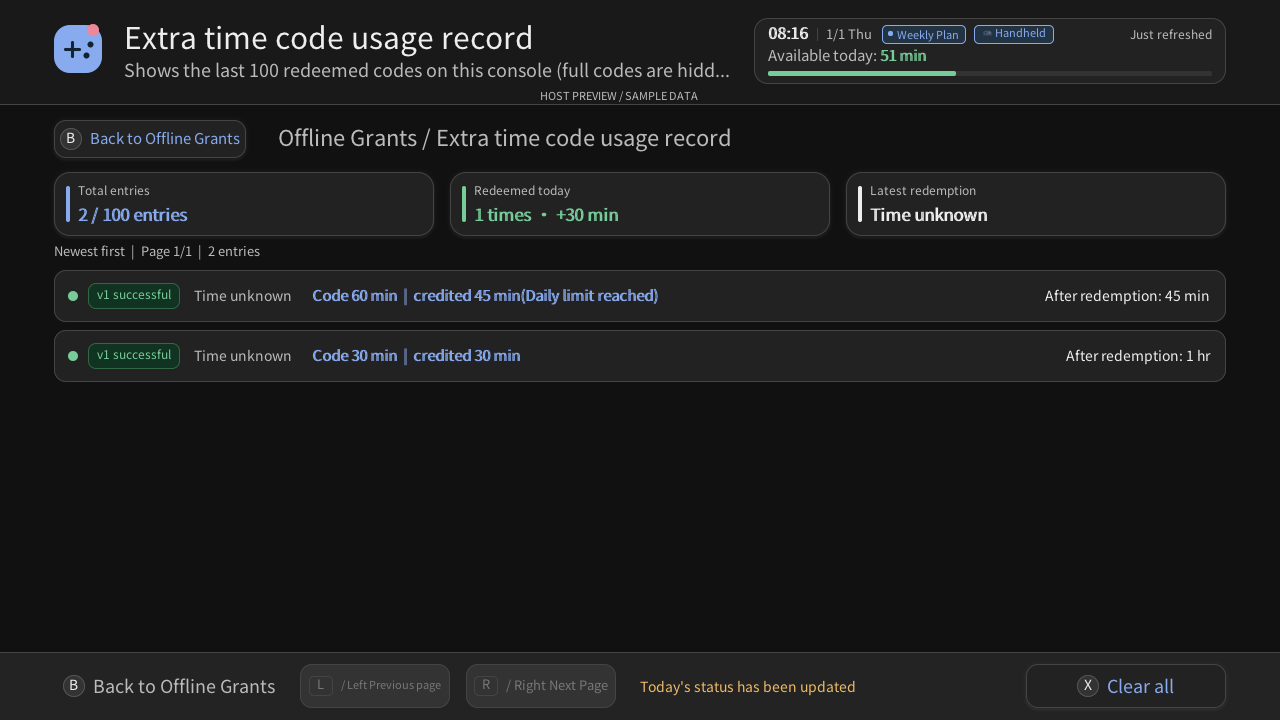 Extra time code usage record
Shows the last 100 redeemed codes on this console (full codes are hidd...
08:16 | 1/1 Thu Weekly Plan Handheld Just refreshed
Available today: 51 min
HOST PREVIEW / SAMPLE DATA
B Back to Offline Grants
Offline Grants / Extra time code usage record
Total entries
2 / 100 entries
Redeemed today
1 times • +30 min
Latest redemption
Time unknown
Newest first | Page 1/1 | 2 entries
v1 successful Time unknown Code 60 min | credited 45 min(Daily limit reached) After redemption: 45 min
v1 successful Time unknown Code 30 min | credited 30 min After redemption: 1 hr
B Back to Offline Grants
L / Left Previous page
R / Right Next Page
Today's status has been updated
X Clear all